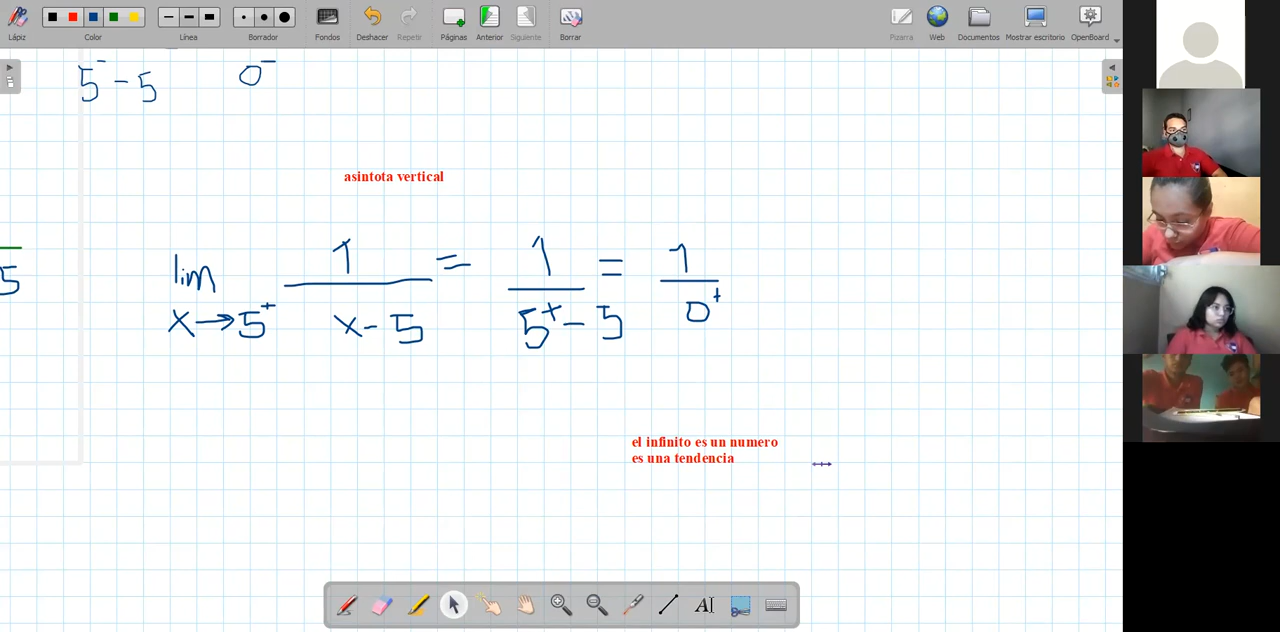 Lápiz Color Línea Borrador Fondos Deshacer Repetir Páginas Anterior Siguiente Borrar Pizarra Web Documentos Mostrar escritorio OpenBoard
5⁻ - 5 0⁻
asintota vertical
lim x→5⁺ 1/(x-5) = 1/(5⁺-5) = 1/0⁺
5
el infinito es un numero
es una tendencia
AI